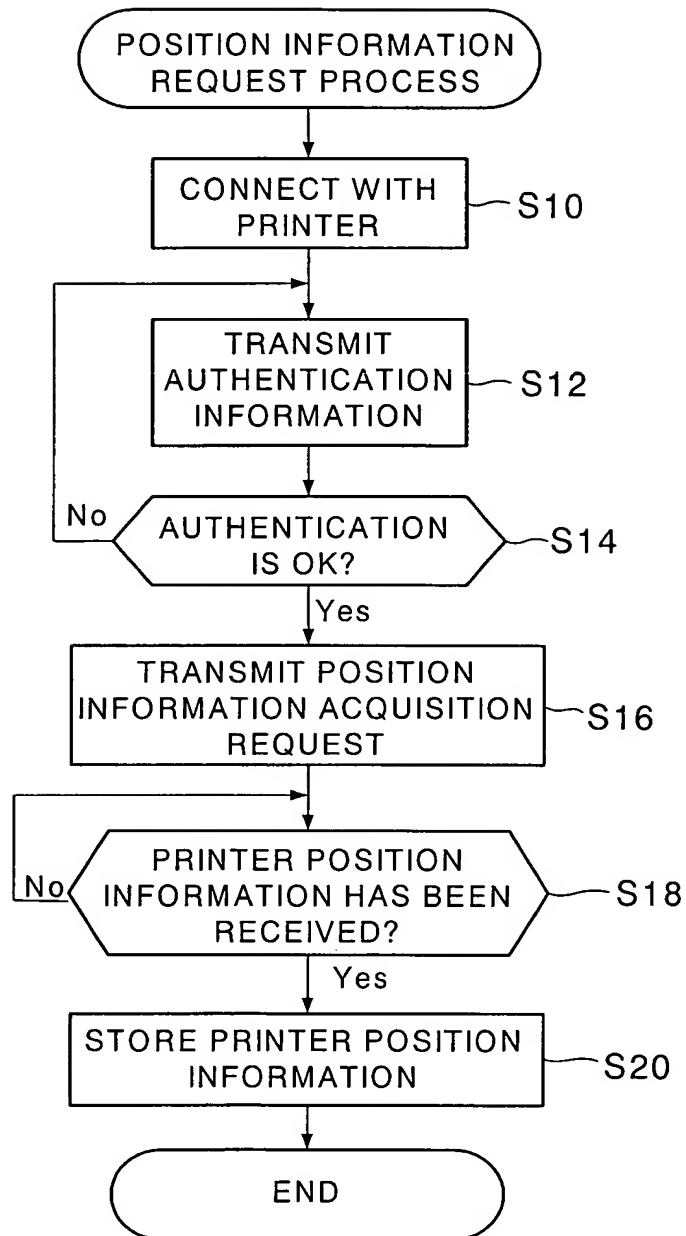 POSITION INFORMATION
REQUEST PROCESS
CONNECT WITH
PRINTER
S10
TRANSMIT
AUTHENTICATION
INFORMATION
S12
No
AUTHENTICATION
IS OK?
S14
Yes
TRANSMIT POSITION
INFORMATION ACQUISITION
REQUEST
S16
No
PRINTER POSITION
INFORMATION HAS BEEN
RECEIVED?
S18
Yes
STORE PRINTER POSITION
INFORMATION
S20
END